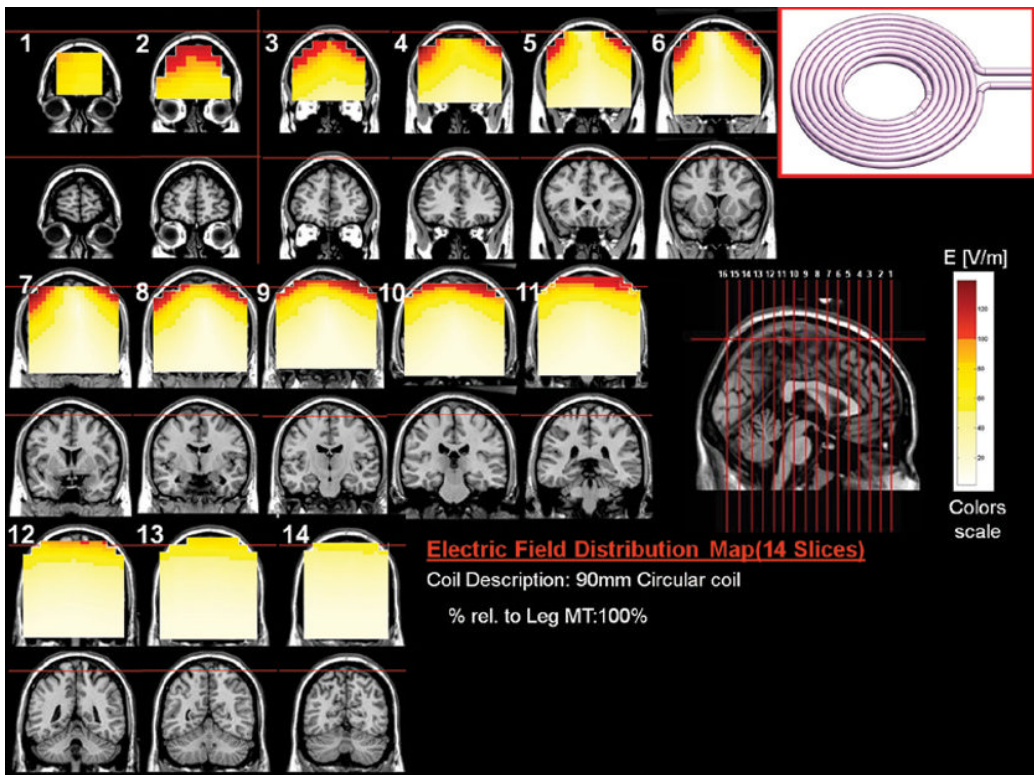 1 2 3 4 5 6
7 8 9 10 11
16 15 14 13 12 11 10 9 8 7 6 5 4 3 2 1
E [V/m]
100
80
60
40
20
Colors
scale
12 13 14
Electric Field Distribution Map(14 Slices)
Coil Description: 90mm Circular coil
% rel. to Leg MT:100%